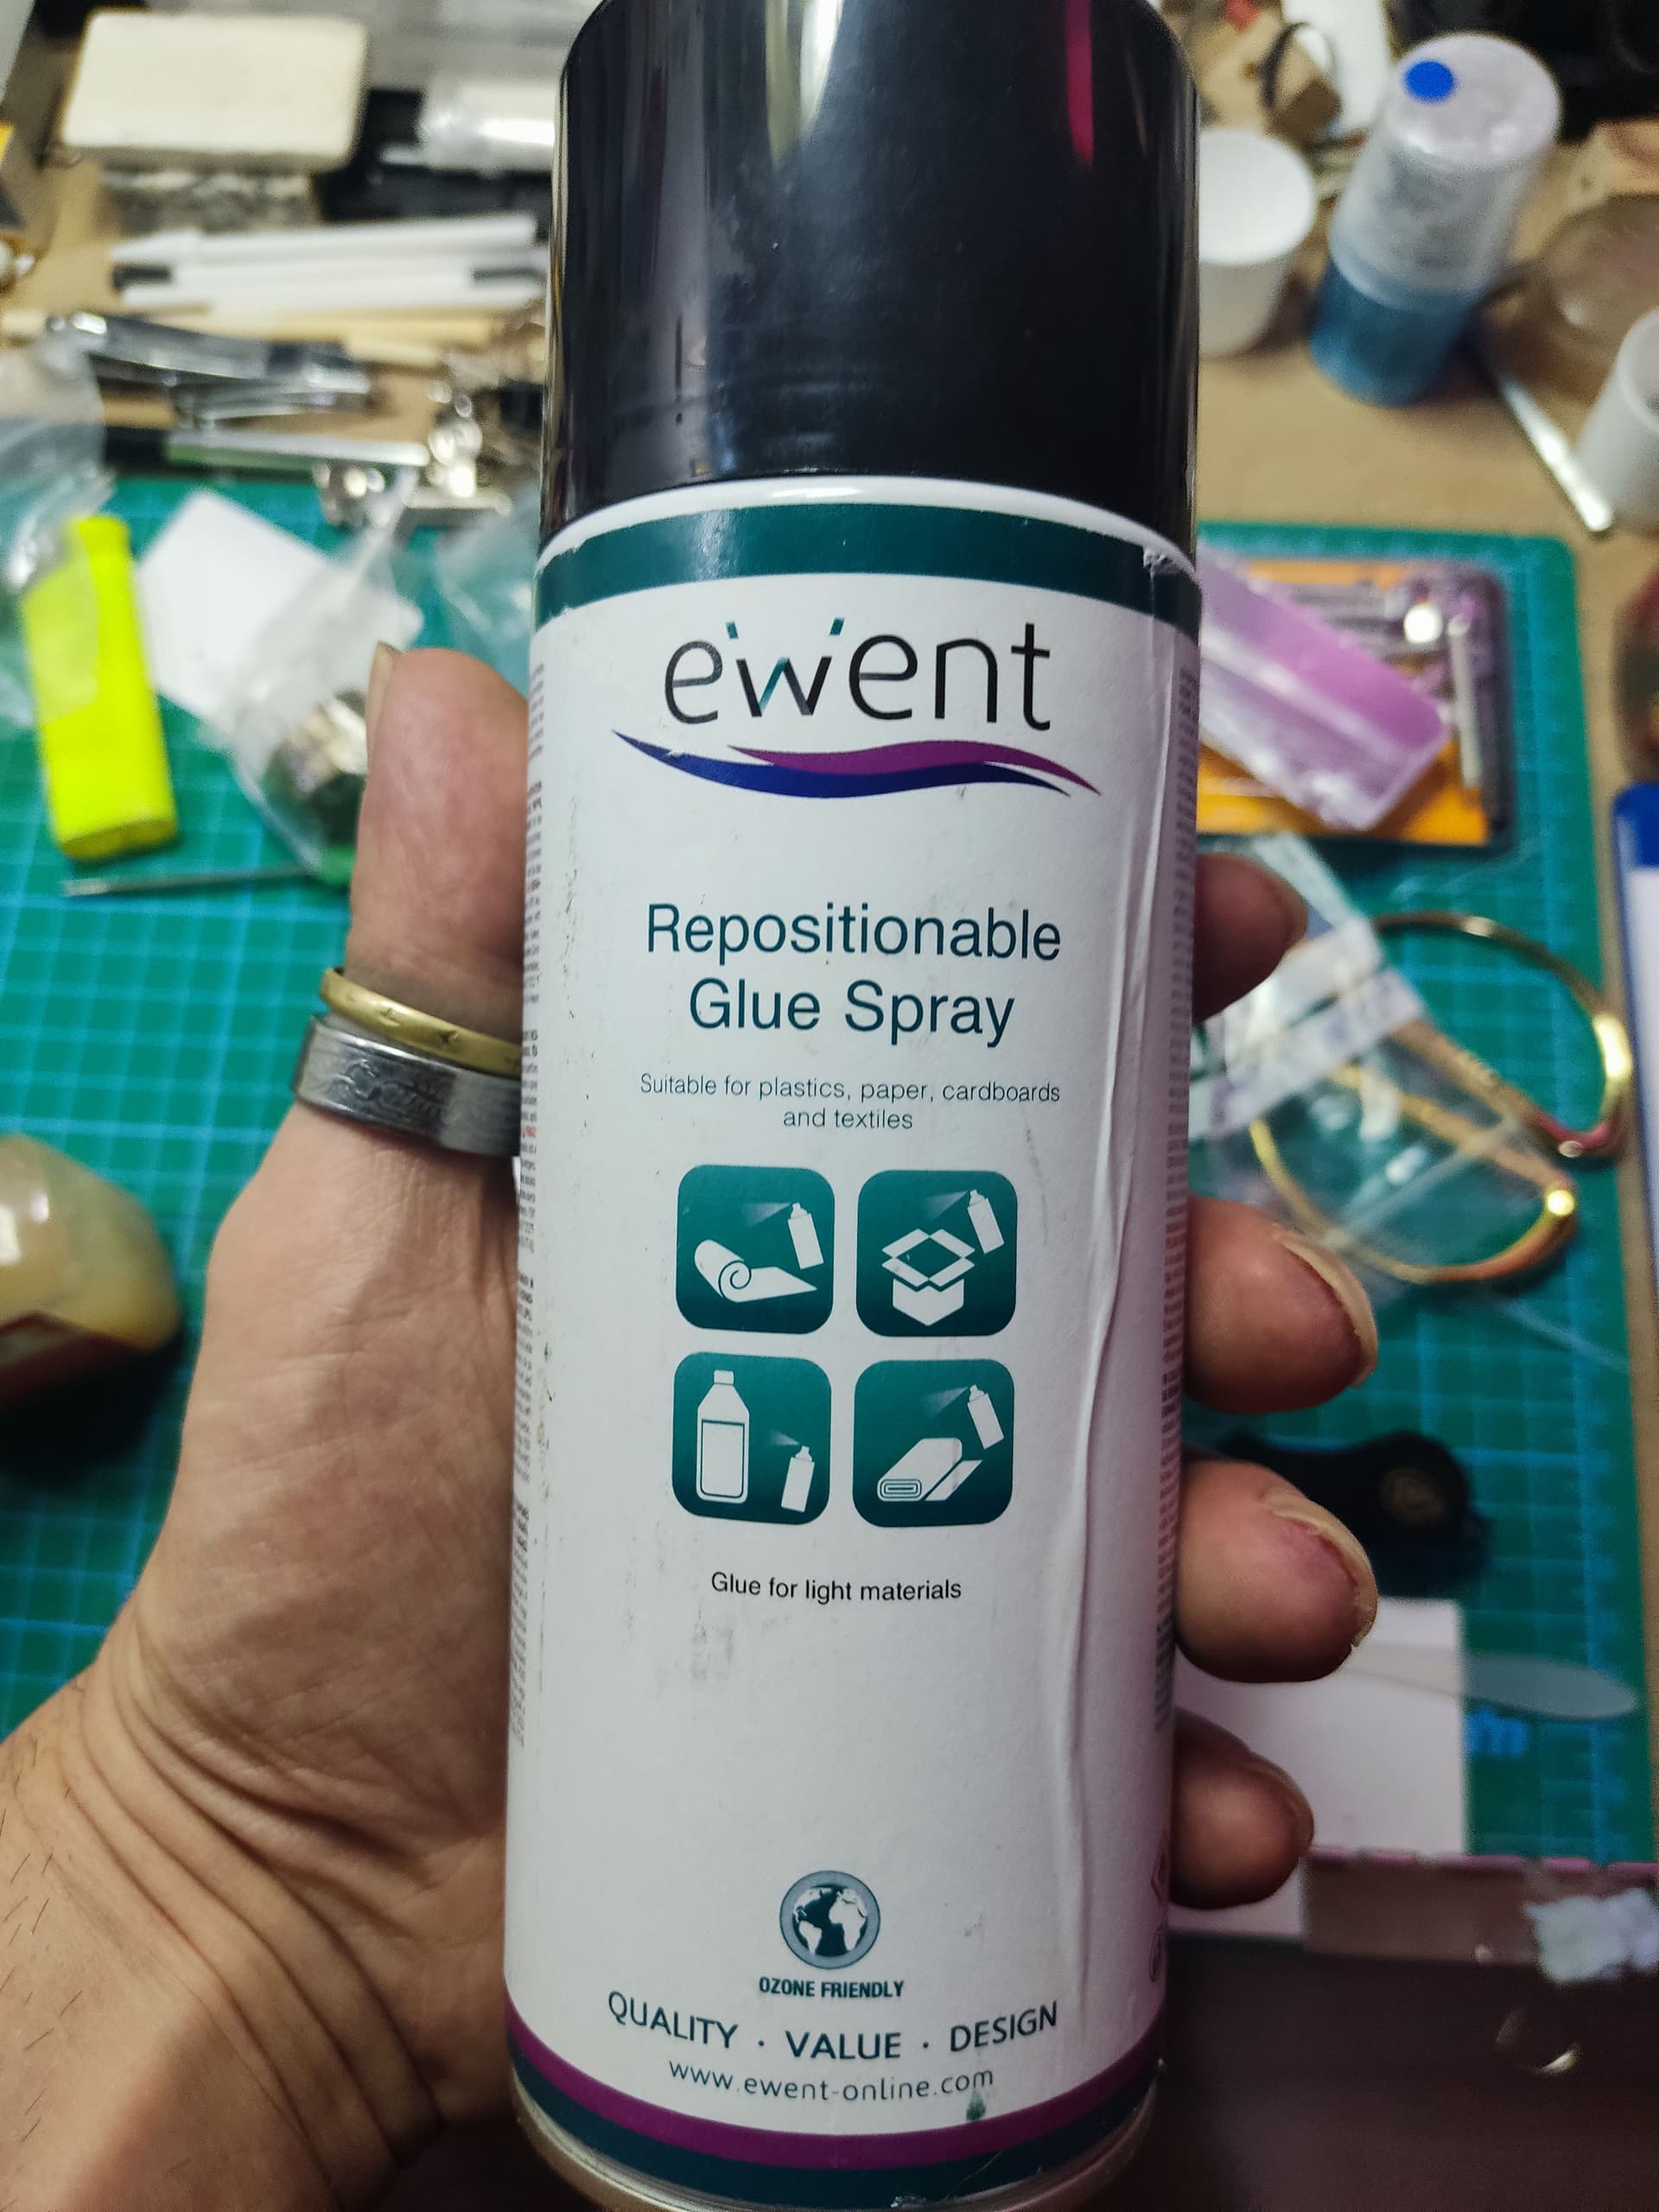 ewent
Repositionable
Glue Spray
Suitable for plastics, paper, cardboards
and textiles
Glue for light materials
OZONE FRIENDLY
QUALITY · VALUE · DESIGN
www.ewent-online.com